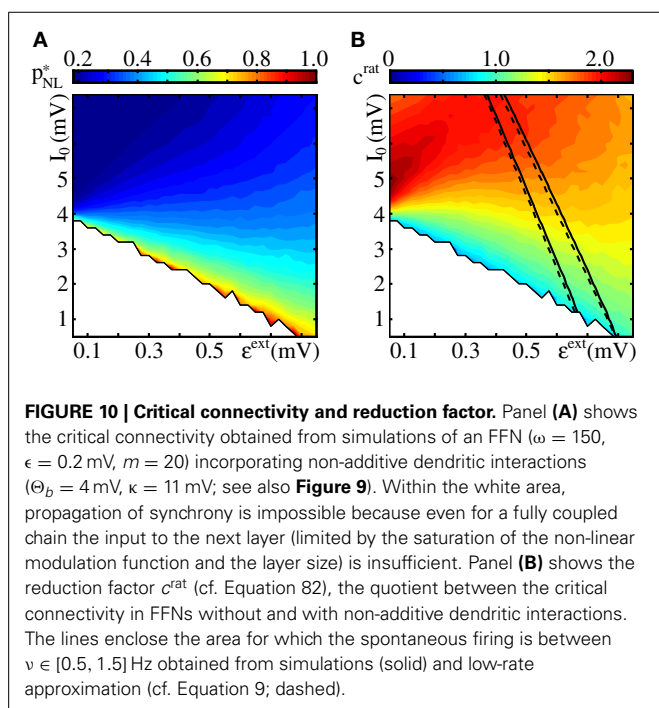 A
B
0.2 0.4 0.6 0.8 1.0
0 1.0 2.0
p*NL
c^rat
I₀ (mV)
5
4
3
2
1
0.1 0.3 0.5 ε^ext(mV)
I₀ (mV)
5
4
3
2
1
0.1 0.3 0.5 ε^ext(mV)
FIGURE 10 | Critical connectivity and reduction factor. Panel (A) shows
the critical connectivity obtained from simulations of an FFN (ω = 150,
ϵ = 0.2 mV, m = 20) incorporating non-additive dendritic interactions
(Θb = 4 mV, κ = 11 mV; see also Figure 9). Within the white area,
propagation of synchrony is impossible because even for a fully coupled
chain the input to the next layer (limited by the saturation of the non-linear
modulation function and the layer size) is insufficient. Panel (B) shows the
reduction factor c^rat (cf. Equation 82), the quotient between the critical
connectivity in FFNs without and with non-additive dendritic interactions.
The lines enclose the area for which the spontaneous firing is between
ν ∈ [0.5, 1.5] Hz obtained from simulations (solid) and low-rate
approximation (cf. Equation 9; dashed).